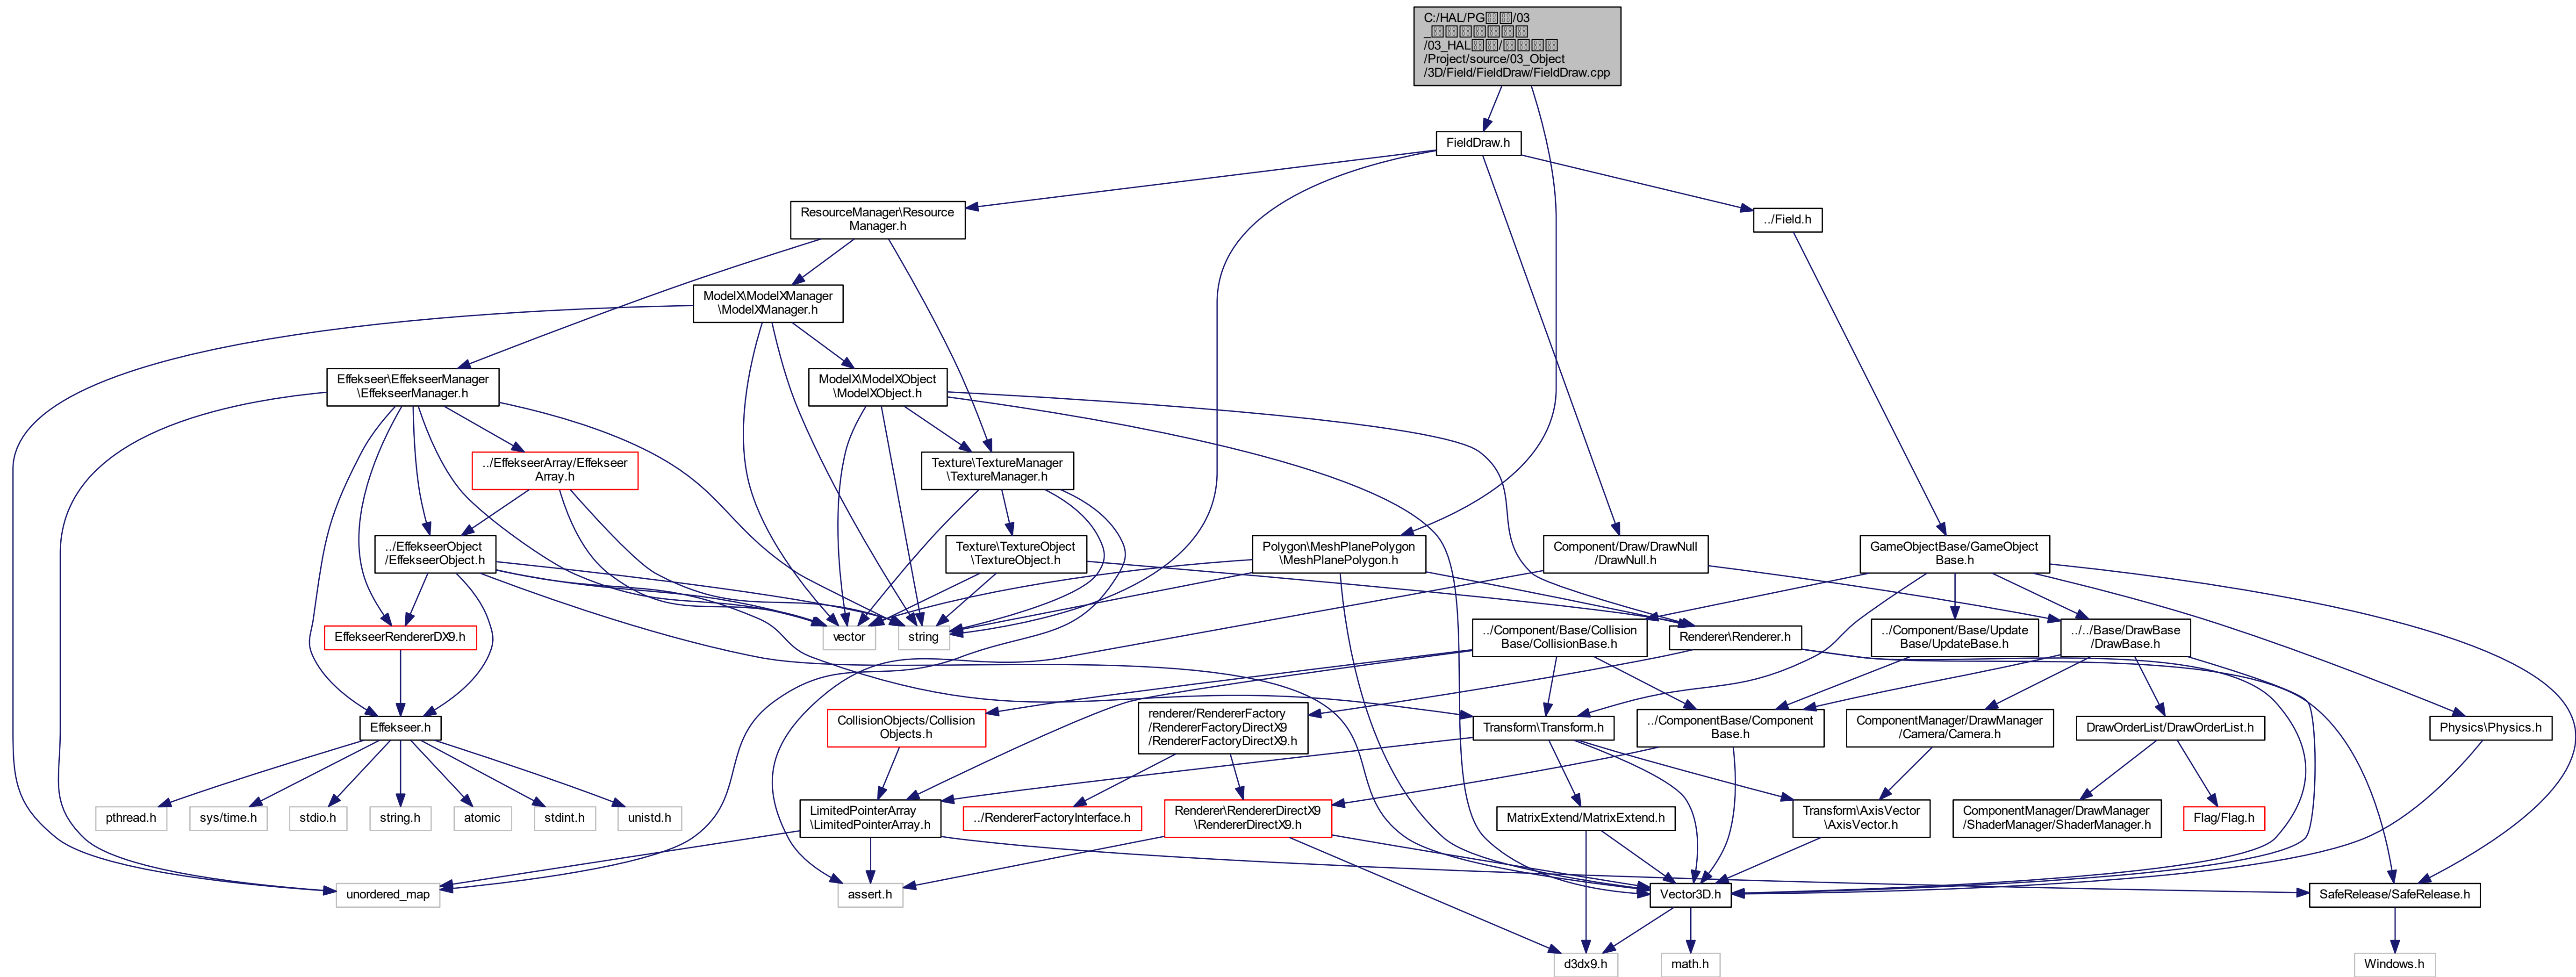 C:/HAL/PG
/03
_
/03_HAL
/
/Project/source/03_Object
/3D/Field/FieldDraw/FieldDraw.cpp
FieldDraw.h
ResourceManager\Resource
Manager.h
../Field.h
ModelX\ModelXManager
\ModelXManager.h
Effekseer\EffekseerManager
\EffekseerManager.h
ModelX\ModelXObject
\ModelXObject.h
../EffekseerArray/Effekseer
Array.h
Texture\TextureManager
\TextureManager.h
../EffekseerObject
/EffekseerObject.h
Texture\TextureObject
\TextureObject.h
Polygon\MeshPlanePolygon
\MeshPlanePolygon.h
Component/Draw/DrawNull
/DrawNull.h
GameObjectBase/GameObject
Base.h
EffekseerRendererDX9.h
vector
string
../Component/Base/Collision
Base/CollisionBase.h
Renderer\Renderer.h
../Component/Base/Update
Base/UpdateBase.h
../../Base/DrawBase
/DrawBase.h
Effekseer.h
CollisionObjects/Collision
Objects.h
renderer/RendererFactory
/RendererFactoryDirectX9
/RendererFactoryDirectX9.h
Transform\Transform.h
../ComponentBase/Component
Base.h
ComponentManager/DrawManager
/Camera/Camera.h
DrawOrderList/DrawOrderList.h
Physics\Physics.h
pthread.h
sys/time.h
stdio.h
string.h
atomic
stdint.h
unistd.h
LimitedPointerArray
\LimitedPointerArray.h
../RendererFactoryInterface.h
Renderer\RendererDirectX9
\RendererDirectX9.h
MatrixExtend/MatrixExtend.h
Transform\AxisVector
\AxisVector.h
ComponentManager/DrawManager
/ShaderManager/ShaderManager.h
Flag/Flag.h
unordered_map
assert.h
Vector3D.h
SafeRelease/SafeRelease.h
d3dx9.h
math.h
Windows.h